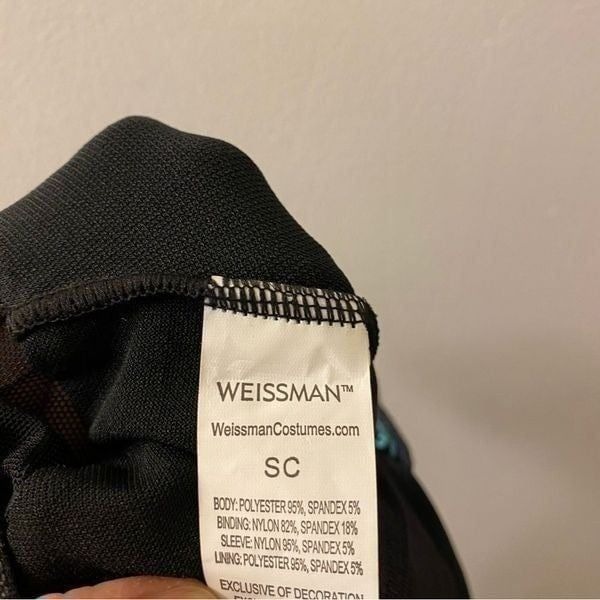 WEISSMAN™
WeissmanCostumes.com
SC
BODY: POLYESTER 95%, SPANDEX 5%
BINDING: NYLON 82%, SPANDEX 18%
SLEEVE: NYLON 95%, SPANDEX 5%
LINING: POLYESTER 95%, SPANDEX 5%
EXCLUSIVE OF DECORATION